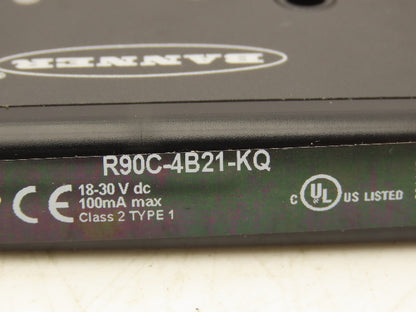 BANNER
R90C-4B21-KQ
CE 18-30 V dc
100mA max
Class 2 TYPE 1
C UL US LISTED